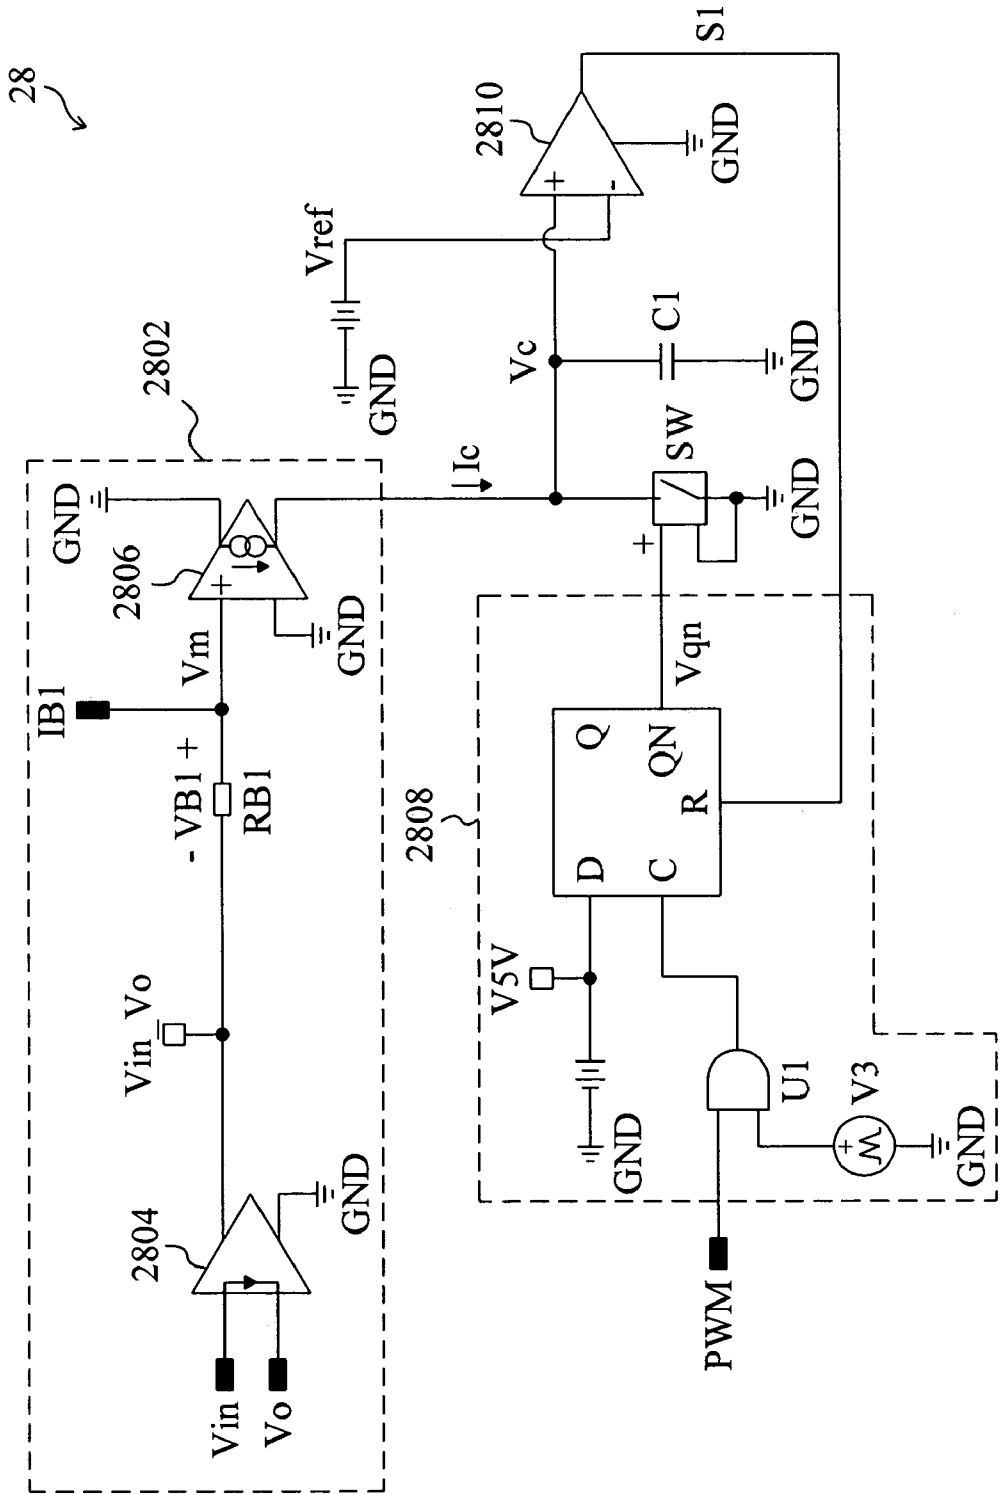 28
2802
GND
IB1
2806
Vm
+
GND
- VB1 +
RB1
Vin_Vo
2804
GND
Vin
Vo
Ic
Vref
GND
Vc
C1
GND
2810
+
-
GND
S1
SW
+
GND
2808
Vqn
Q
QN
D
C
R
V5V
GND
U1
V3
+
GND
PWM